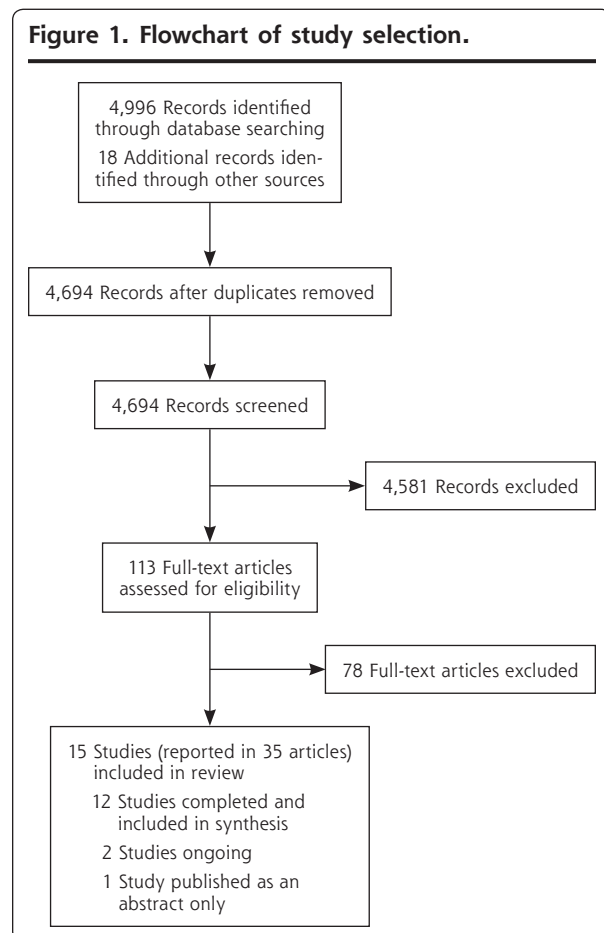 Figure 1. Flowchart of study selection.
4,996 Records identified
through database searching
18 Additional records iden-
tified through other sources
4,694 Records after duplicates removed
4,694 Records screened
4,581 Records excluded
113 Full-text articles
assessed for eligibility
78 Full-text articles excluded
15 Studies (reported in 35 articles)
included in review
12 Studies completed and
included in synthesis
2 Studies ongoing
1 Study published as an
abstract only